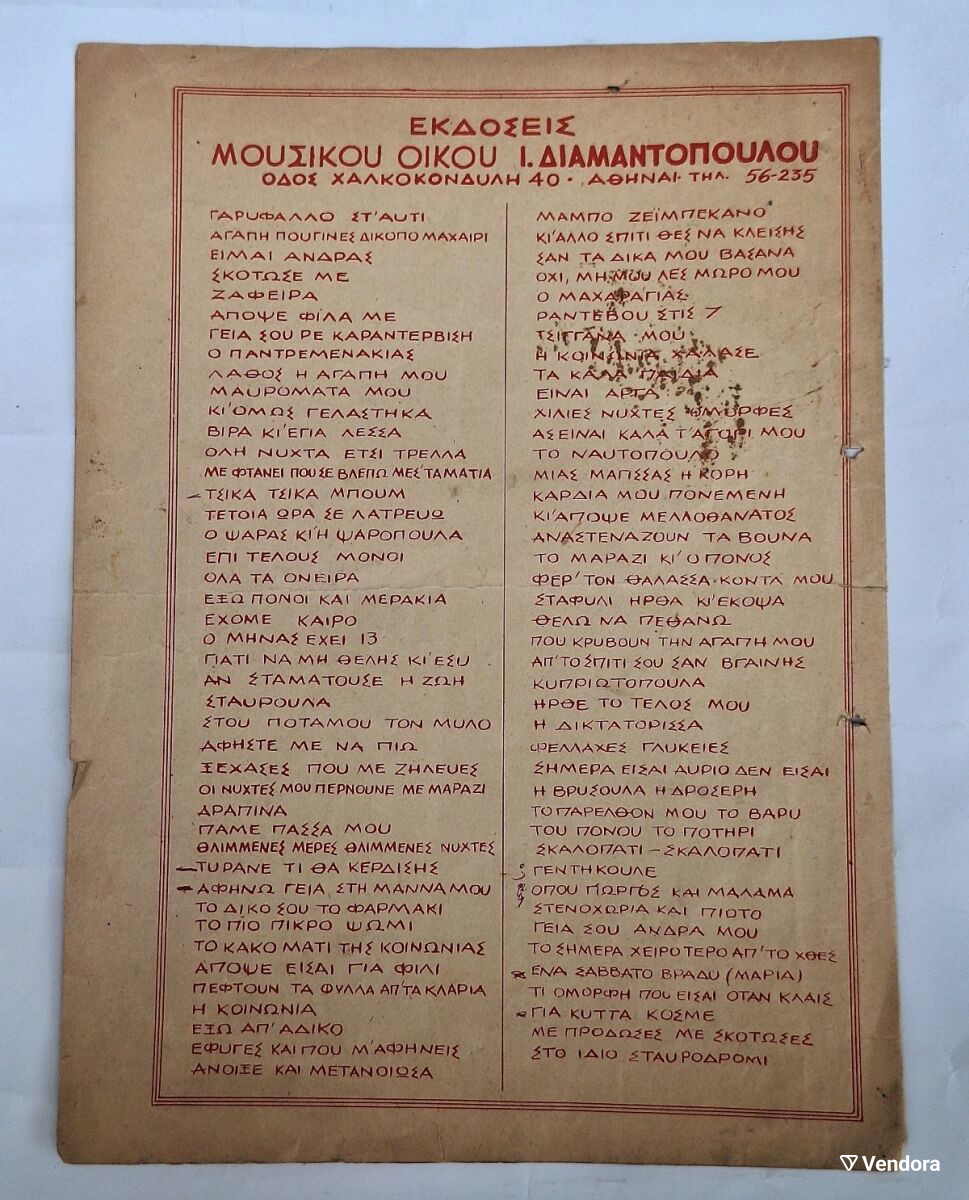 ΕΚΔΟΣΕΙΣ
ΜΟΥΣΙΚΟΥ ΟΙΚΟΥ Ι. ΔΙΑΜΑΝΤΟΠΟΥΛΟΥ
ΟΔΟΣ ΧΑΛΚΟΚΟΝΔΥΛΗ 40 · ΑΘΗΝΑΙ · ΤΗΛ. 56-235
ΓΑΡΥΦΑΛΛΟ ΣΤ'ΑΥΤΙ
ΑΓΑΠΗ ΠΟΥΓΙΝΕΣ ΔΙΚΟΠΟ ΜΑΧΑΙΡΙ
ΕΙΜΑΙ ΑΝΔΡΑΣ
ΣΚΟΤΩΣΕ ΜΕ
ΖΑΦΕΙΡΑ
ΑΠΟΨΕ ΦΙΛΑ ΜΕ
ΓΕΙΑ ΣΟΥ ΡΕ ΚΑΡΑΝΤΕΡΒΙΣΗ
Ο ΠΑΝΤΡΕΜΕΝΑΚΙΑΣ
ΛΑΘΟΣ Η ΑΓΑΠΗ ΜΟΥ
ΜΑΥΡΟΜΑΤΑ ΜΟΥ
ΚΙ'ΟΜΩΣ ΓΕΛΑΣΤΗΚΑ
ΒΙΡΑ ΚΙ'ΕΓΙΑ ΛΕΣΣΑ
ΟΛΗ ΝΥΧΤΑ ΕΤΣΙ ΤΡΕΛΛΑ
ΜΕ ΦΤΑΝΕΙ ΠΟΥ ΣΕ ΒΛΕΠΩ ΜΕΣ'ΤΑ ΜΑΤΙΑ
ΤΣΙΚΑ ΤΣΙΚΑ ΜΠΟΥΜ
ΤΕΤΟΙΑ ΩΡΑ ΣΕ ΛΑΤΡΕΥΩ
Ο ΨΑΡΑΣ ΚΙ'Η ΨΑΡΟΠΟΥΛΑ
ΕΠΙ ΤΕΛΟΥΣ ΜΟΝΟΙ
ΟΛΑ ΤΑ ΟΝΕΙΡΑ
ΕΞΩ ΠΟΝΟΙ ΚΑΙ ΜΕΡΑΚΙΑ
ΕΧΟΜΕ ΚΑΙΡΟ
Ο ΜΗΝΑΣ ΕΧΕΙ 13
ΓΙΑΤΙ ΝΑ ΜΗ ΘΕΛΗΣ ΚΙ'ΕΣΥ
ΑΝ ΣΤΑΜΑΤΟΥΣΕ Η ΖΩΗ
ΣΤΑΥΡΟΥΛΑ
ΣΤΟΥ ΠΟΤΑΜΟΥ ΤΟΝ ΜΥΛΟ
ΑΦΗΣΤΕ ΜΕ ΝΑ ΠΙΩ
ΞΕΧΑΣΕΣ ΠΟΥ ΜΕ ΖΗΛΕΥΕΣ
ΟΙ ΝΥΧΤΕΣ ΜΟΥ ΠΕΡΝΟΥΝΕ ΜΕ ΜΑΡΑΖΙ
ΔΡΑΠΙΝΑ
ΠΑΜΕ ΠΑΣΣΑ ΜΟΥ
ΘΛΙΜΜΕΝΕΣ ΜΕΡΕΣ ΘΛΙΜΜΕΝΕΣ ΝΥΧΤΕΣ
ΤΥΡΑΝΕ ΤΙ ΘΑ ΚΕΡΔΙΣΗΣ
ΑΦΗΝΩ ΓΕΙΑ ΣΤΗ ΜΑΝΝΑ ΜΟΥ
ΤΟ ΔΙΚΟ ΣΟΥ ΤΟ ΦΑΡΜΑΚΙ
ΤΟ ΠΙΟ ΠΙΚΡΟ ΨΩΜΙ
ΤΟ ΚΑΚΟ ΜΑΤΙ ΤΗΣ ΚΟΙΝΩΝΙΑΣ
ΑΠΟΨΕ ΕΙΣΑΙ ΓΙΑ ΦΙΛΙ
ΠΕΦΤΟΥΝ ΤΑ ΦΥΛΛΑ ΑΠ'ΤΑ ΚΛΑΡΙΑ
Η ΚΟΙΝΩΝΙΑ
ΕΞΩ ΑΠ'ΑΔΙΚΟ
ΕΦΥΓΕΣ ΚΑΙ ΠΟΥ Μ'ΑΦΗΝΕΙΣ
ΑΝΟΙΞΕ ΚΑΙ ΜΕΤΑΝΟΙΩΣΑ
ΜΑΜΠΟ ΖΕΪΜΠΕΚΑΝΟ
ΚΙ'ΑΛΛΟ ΣΠΙΤΙ ΘΕΣ ΝΑ ΚΛΕΙΣΗΣ
ΣΑΝ ΤΑ ΔΙΚΑ ΜΟΥ ΒΑΣΑΝΑ
ΟΧΙ, ΜΗ ΜΟΥ ΛΕΣ ΜΩΡΟ ΜΟΥ
Ο ΜΑΧΑΡΑΓΙΑΣ
ΡΑΝΤΕΒΟΥ ΣΤΙΣ 7
ΤΣΙΓΓΑΝΑ ΜΟΥ
Η ΚΟΙΝΩΝΙΑ ΧΑΛΑΣΕ
ΤΑ ΚΑΛΑ ΠΑΙΔΙΑ
ΕΙΝΑΙ ΑΡΓΑ
ΧΙΛΙΕΣ ΝΥΧΤΕΣ ΟΜΟΡΦΕΣ
ΑΣ ΕΙΝΑΙ ΚΑΛΑ Τ'ΑΓΟΡΙ ΜΟΥ
ΤΟ ΝΑΥΤΟΠΟΥΛΟ
ΜΙΑΣ ΜΑΓΙΣΣΑΣ Η ΚΟΡΗ
ΚΑΡΔΙΑ ΜΟΥ ΠΟΝΕΜΕΝΗ
ΚΙ'ΑΠΟΨΕ ΜΕΛΛΟΘΑΝΑΤΟΣ
ΑΝΑΣΤΕΝΑΖΟΥΝ ΤΑ ΒΟΥΝΑ
ΤΟ ΜΑΡΑΖΙ ΚΙ'Ο ΠΟΝΟΣ
ΦΕΡ'ΤΟΝ ΘΑΛΑΣΣΑ ΚΟΝΤΑ ΜΟΥ
ΣΤΑΦΥΛΙ ΗΡΘΑ ΚΙ'ΕΚΟΨΑ
ΘΕΛΩ ΝΑ ΠΕΘΑΝΩ
ΠΟΥ ΚΡΥΒΟΥΝ ΤΗΝ ΑΓΑΠΗ ΜΟΥ
ΑΠ'ΤΟ ΣΠΙΤΙ ΣΟΥ ΣΑΝ ΒΓΑΙΝΗΣ
ΚΥΠΡΙΩΤΟΠΟΥΛΑ
ΗΡΘΕ ΤΟ ΤΕΛΟΣ ΜΟΥ
Η ΔΙΚΤΑΤΟΡΙΣΣΑ
ΦΕΛΛΑΧΕΣ ΓΛΥΚΕΙΕΣ
ΣΗΜΕΡΑ ΕΙΣΑΙ ΑΥΡΙΟ ΔΕΝ ΕΙΣΑΙ
Η ΒΡΥΣΟΥΛΑ Η ΔΡΟΣΕΡΗ
ΤΟ ΠΑΡΕΛΘΟΝ ΜΟΥ ΤΟ ΒΑΡΥ
ΤΟΥ ΠΟΝΟΥ ΤΟ ΠΟΤΗΡΙ
ΣΚΑΛΟΠΑΤΙ - ΣΚΑΛΟΠΑΤΙ
ΓΕΝΤΗ ΚΟΥΛΕ
ΟΠΟΥ ΓΙΩΡΓΟΣ ΚΑΙ ΜΑΛΑΜΑ
ΣΤΕΝΟΧΩΡΙΑ ΚΑΙ ΠΙΟΤΟ
ΓΕΙΑ ΣΟΥ ΑΝΔΡΑ ΜΟΥ
ΤΟ ΣΗΜΕΡΑ ΧΕΙΡΟΤΕΡΟ ΑΠ'ΤΟ ΧΘΕΣ
ΕΝΑ ΣΑΒΒΑΤΟ ΒΡΑΔΥ (ΜΑΡΙΑ)
ΤΙ ΟΜΟΡΦΗ ΠΟΥ ΕΙΣΑΙ ΟΤΑΝ ΚΛΑΙΣ
ΓΙΑ ΚΥΤΤΑ ΚΟΣΜΕ
ΜΕ ΠΡΟΔΩΣΕΣ ΜΕ ΣΚΟΤΩΣΕΣ
ΣΤΟ ΙΔΙΟ ΣΤΑΥΡΟΔΡΟΜΙ
Vendora